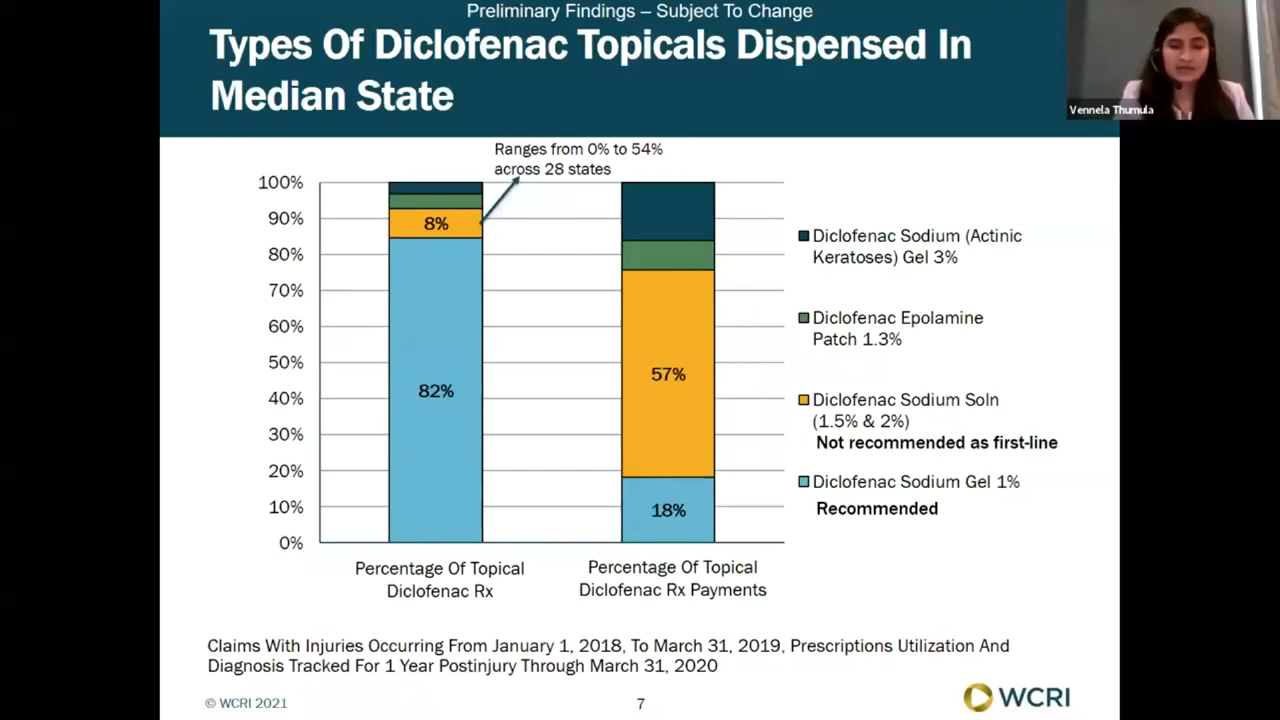 Preliminary Findings – Subject To Change
Types Of Diclofenac Topicals Dispensed In
Median State
Vennela Thumula
Ranges from 0% to 54%
across 28 states
100%
90%
80%
70%
60%
50%
40%
30%
20%
10%
0%
8%
82%
57%
18%
Diclofenac Sodium (Actinic
Keratoses) Gel 3%
Diclofenac Epolamine
Patch 1.3%
Diclofenac Sodium Soln
(1.5% & 2%)
Not recommended as first-line
Diclofenac Sodium Gel 1%
Recommended
Percentage Of Topical
Diclofenac Rx
Percentage Of Topical
Diclofenac Rx Payments
Claims With Injuries Occurring From January 1, 2018, To March 31, 2019, Prescriptions Utilization And
Diagnosis Tracked For 1 Year Postinjury Through March 31, 2020
© WCRI 2021
7
WCRI